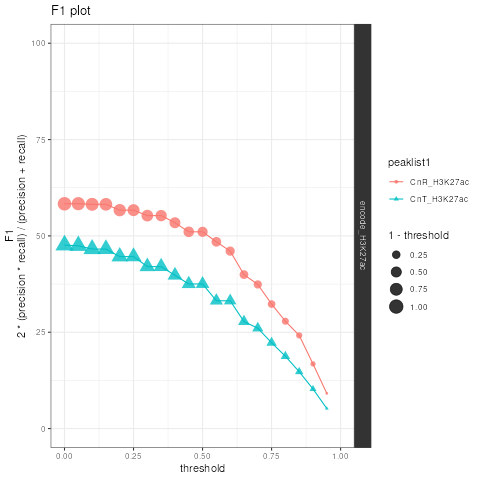 F1 plot
100
75
50
25
0
F1
2 * (precision * recall) / (precision + recall)
0.00
0.25
0.50
0.75
1.00
threshold
encode_H3K27ac
peaklist1
CnR_H3K27ac
CnT_H3K27ac
1 - threshold
0.25
0.50
0.75
1.00